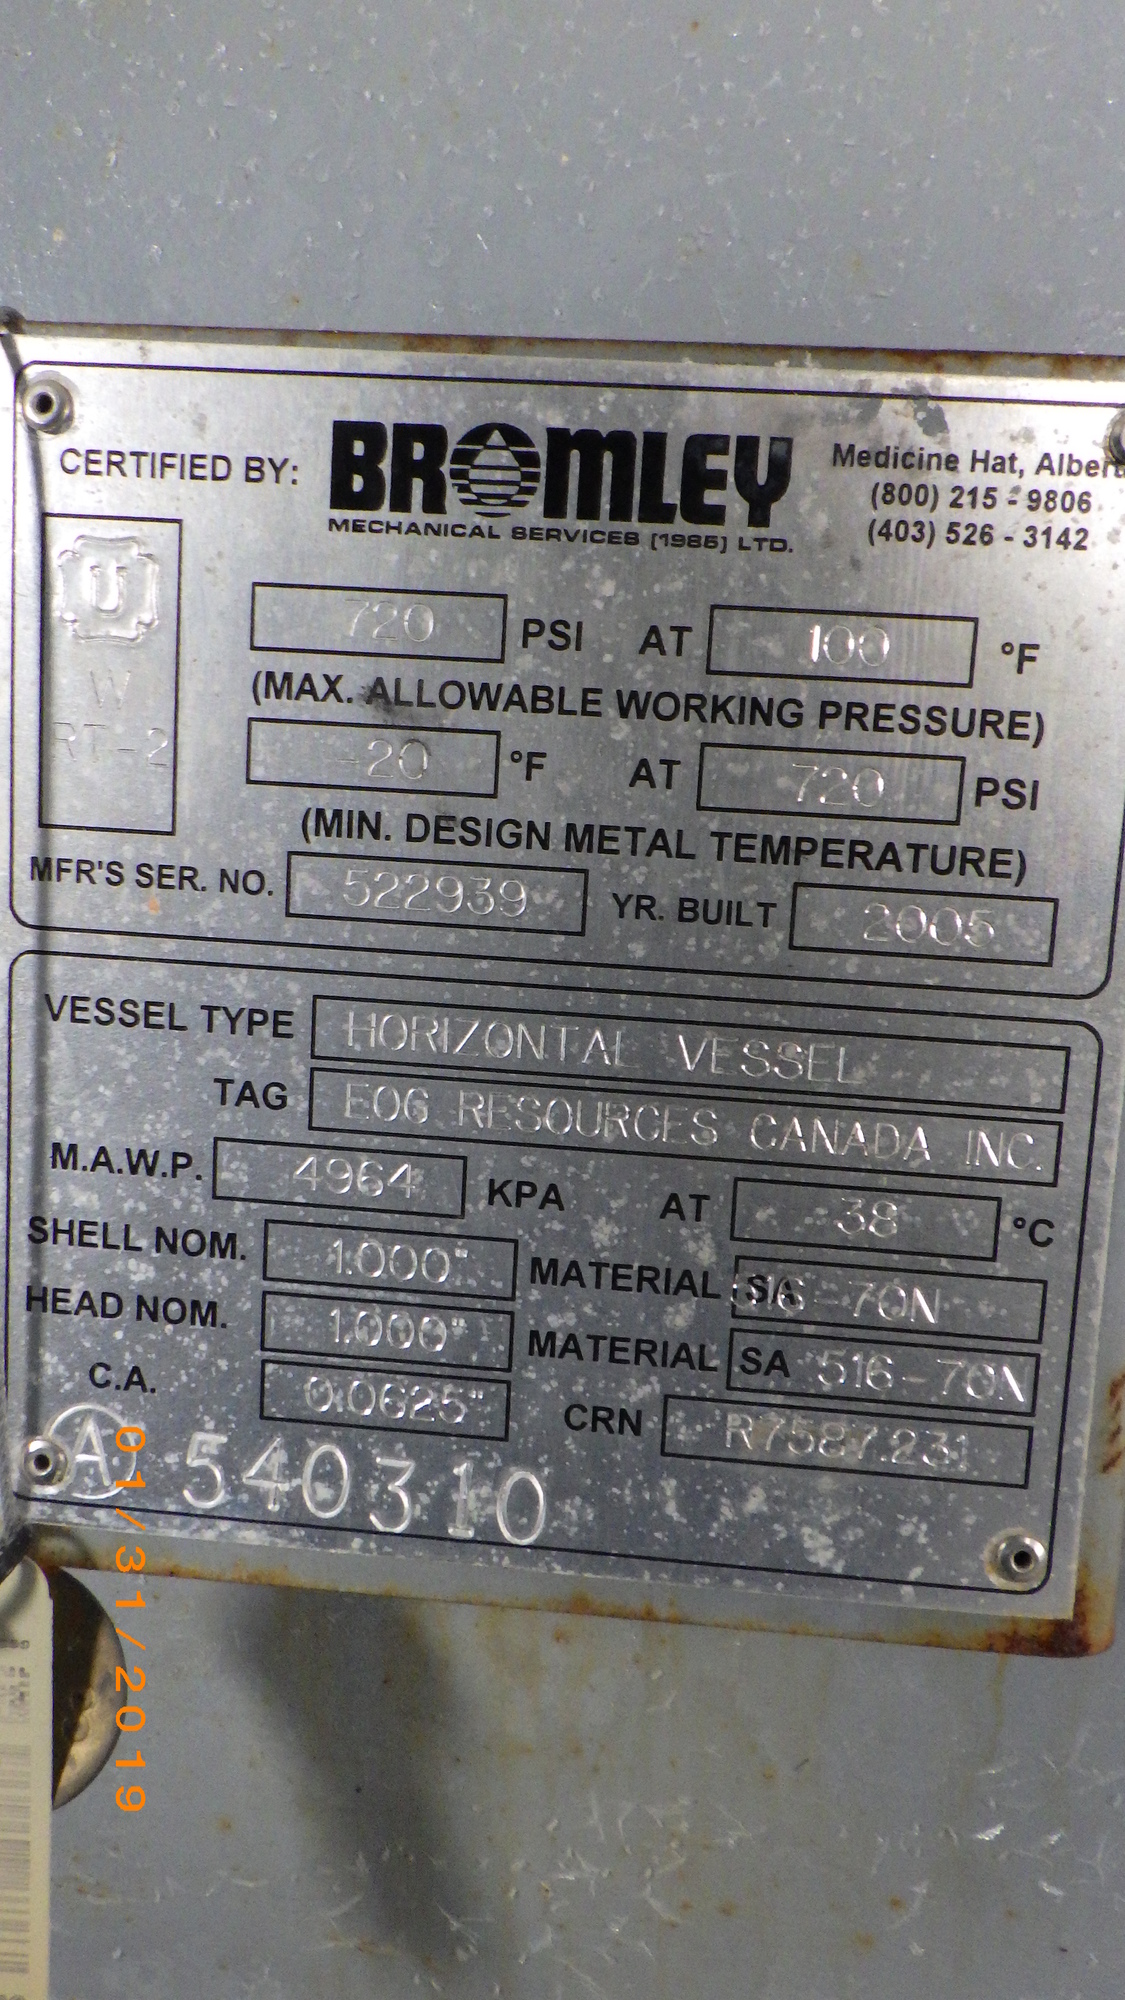 CERTIFIED BY: BROMLEY
MECHANICAL SERVICES (1985) LTD.
Medicine Hat, Albert
(800) 215 - 9806
(403) 526 - 3142
U
W
RT-2
720 PSI AT 100 °F
(MAX. ALLOWABLE WORKING PRESSURE)
-20 °F AT 720 PSI
(MIN. DESIGN METAL TEMPERATURE)
MFR'S SER. NO. 522939 YR. BUILT 2005
VESSEL TYPE HORIZONTAL VESSEL
TAG EOG RESOURCES CANADA INC.
M.A.W.P. 4964 KPA AT 38 °C
SHELL NOM. 1.000" MATERIAL SA 516-70N
HEAD NOM. 1.000" MATERIAL SA 516-70N
C.A. 0.0625" CRN R7587.231
A 540310
01/31/2019